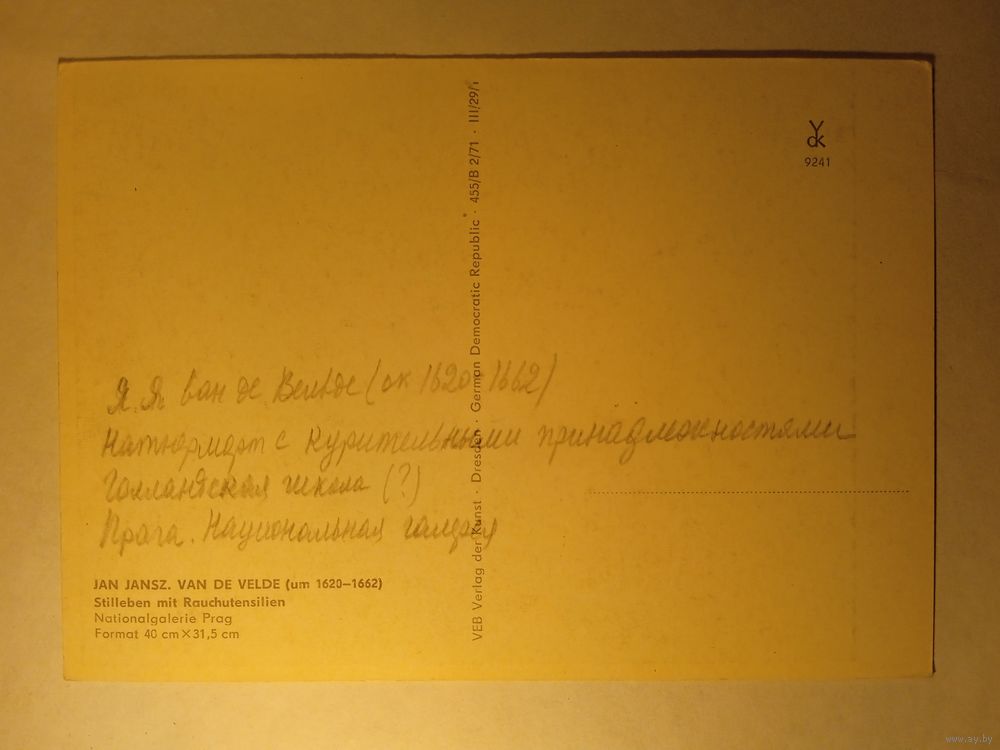 Y
dk
9241
Я. Я ван де Вельде (ок 1620-1662)
Натюрморт с курительными принадлежностями
Голландская школа (?)
Прага. Национальная галерея
JAN JANSZ. VAN DE VELDE (um 1620–1662)
Stilleben mit Rauchutensilien
Nationalgalerie Prag
Format 40 cm×31,5 cm
VEB Verlag der Kunst · Dresden · German Democratic Republic · 455/B 2/71 · III/29/1
www.ay.by